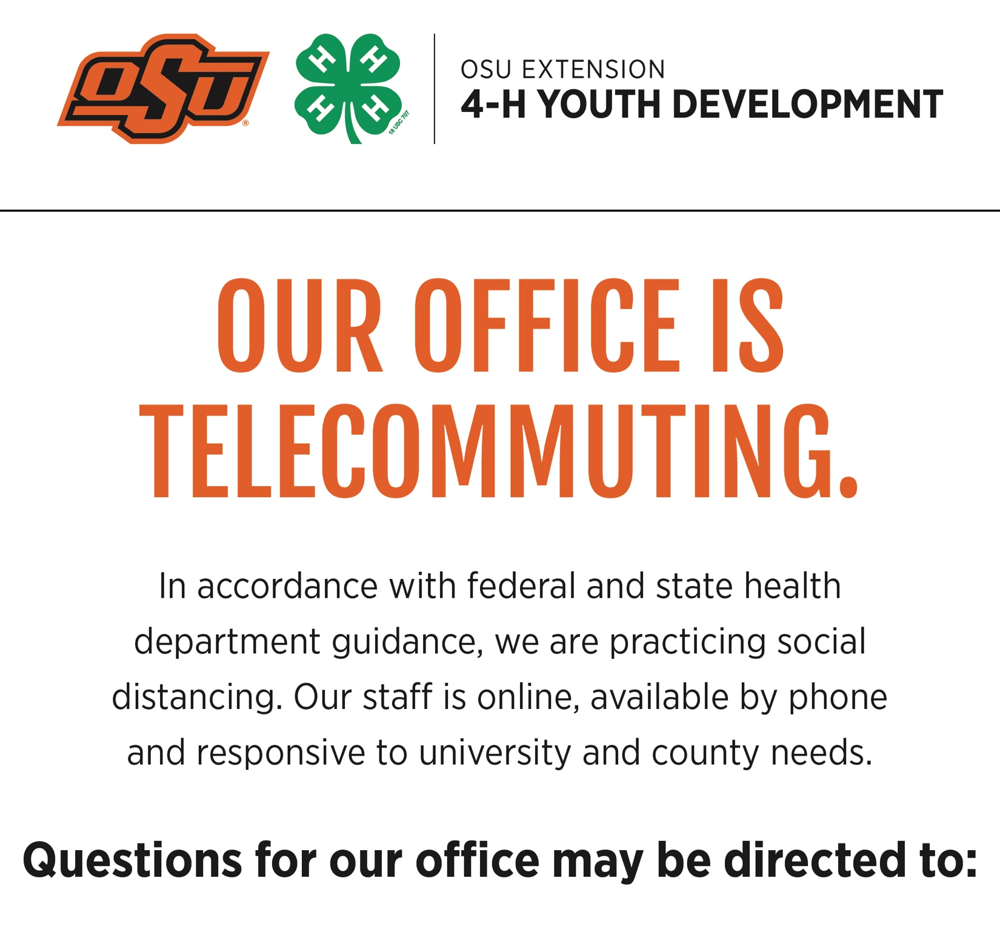 OSU®
H H
H H
18 USC 707
OSU EXTENSION
4-H YOUTH DEVELOPMENT
OUR OFFICE IS
TELECOMMUTING.
In accordance with federal and state health
department guidance, we are practicing social
distancing. Our staff is online, available by phone
and responsive to university and county needs.
Questions for our office may be directed to: